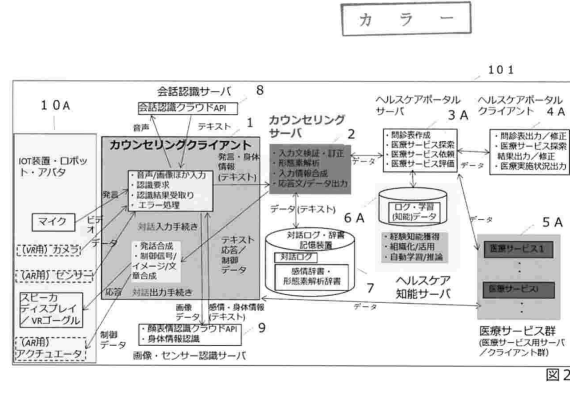 カラー
101
10A
IOT装置・ロボッ
ト・アバタ
マイク
(VR用)カメラ
(AR用)センサー
スピーカ
ディスプレイ
/VRゴーグル
(AR用)
アクチュエータ
発言
ビデ
オ
データ
応答
制御
データ
会話認識サーバ
8
会話認識クラウドAPI
音声
テキスト
1
カウンセリングクライアント
・音声/画像ほか入力
・認識要求
・認識結果受取り
・エラー処理
対話入力手続き
・発話合成
・制御信号/
イメージ/文
章合成
対話出力手続き
発言・身体
情報
(テキスト)
テキスト
応答/
制御
データ
画像
データ
感情・身体情報
(テキスト)
9
・顔表情認識クラウドAPI
・身体情報認識
画像・センサー認識サーバ
カウンセリング
サーバ
2
・入力文検証・訂正
・形態素解析
・入力情報合成
・応答文/データ出力
データ(テキスト)
対話ログ・辞書
記憶装置
対話ログ
感情辞書・
形態素解析辞書
7
データ
ヘルスケアポータル
サーバ
3A
・問診表作成
・医療サービス探索
・医療サービス依頼
・医療サービス評価
データ
6A
ログ・学習
(知能)データ
・経験知能獲得
・組織化/活用
・自動学習/推論
ヘルスケア
知能サーバ
データ
ヘルスケアポータル
クライアント
4A
・問診表出力/修正
・医療サービス探索
結果出力/修正
・医療実施状況出力
データ
5A
医療サービス1
医療サービスi
医療サービス群
(医療サービス用サーバ
/クライアント群)
図2